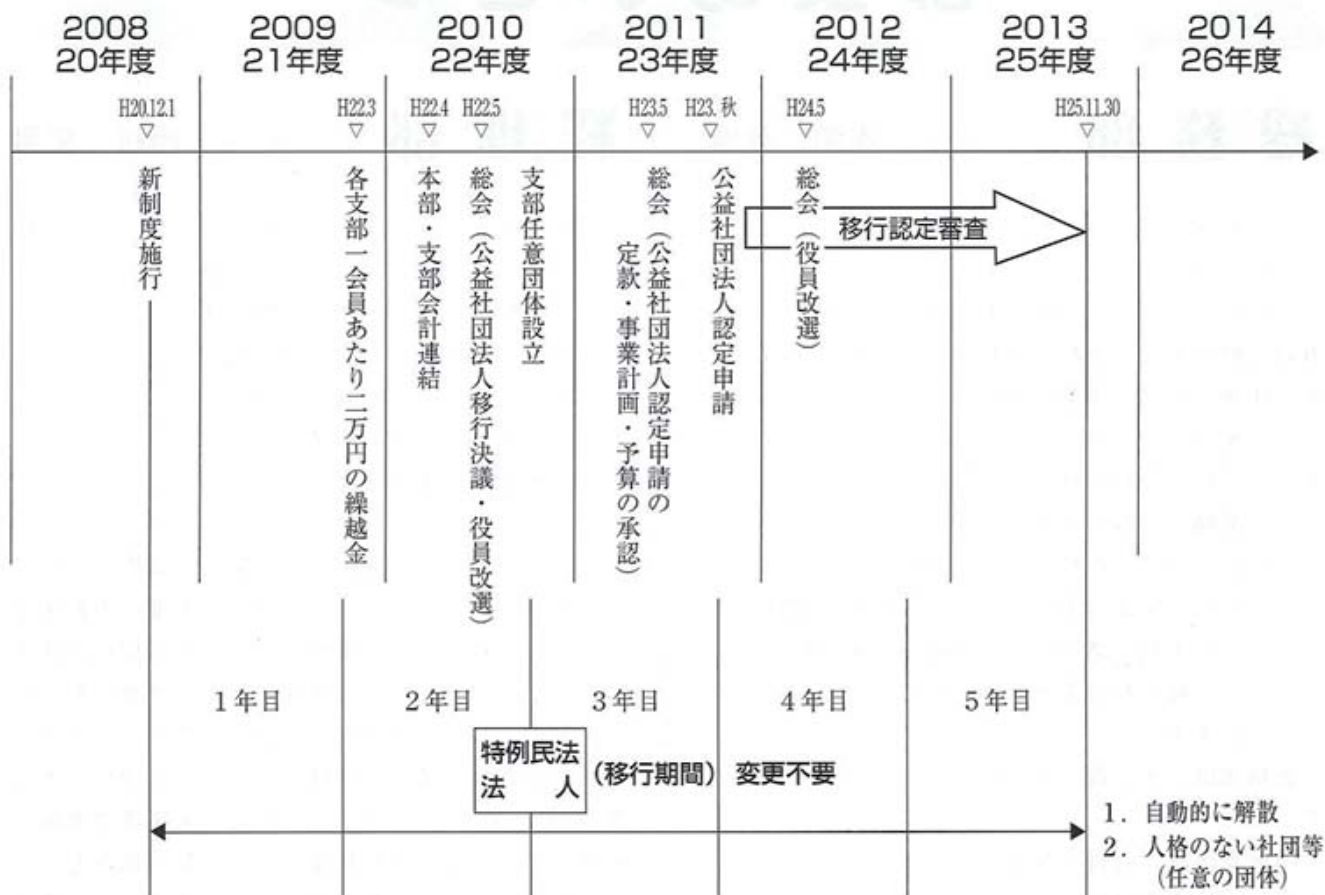 2008
20年度
2009
21年度
2010
22年度
2011
23年度
2012
24年度
2013
25年度
2014
26年度
H20.12.1
H22.3
H22.4
H22.5
H23.5
H23. 秋
H24.5
H25.11.30
新制度施行
各支部一会員あたり二万円の繰越金
本部・支部会計連結
総会（公益社団法人移行決議・役員改選）
支部任意団体設立
総会（公益社団法人認定申請の
定款・事業計画・予算の承認）
公益社団法人認定申請
総会（役員改選）
移行認定審査
1年目
2年目
3年目
4年目
5年目
特例民法
法　人
（移行期間）変更不要
1．自動的に解散
2．人格のない社団等
（任意の団体）